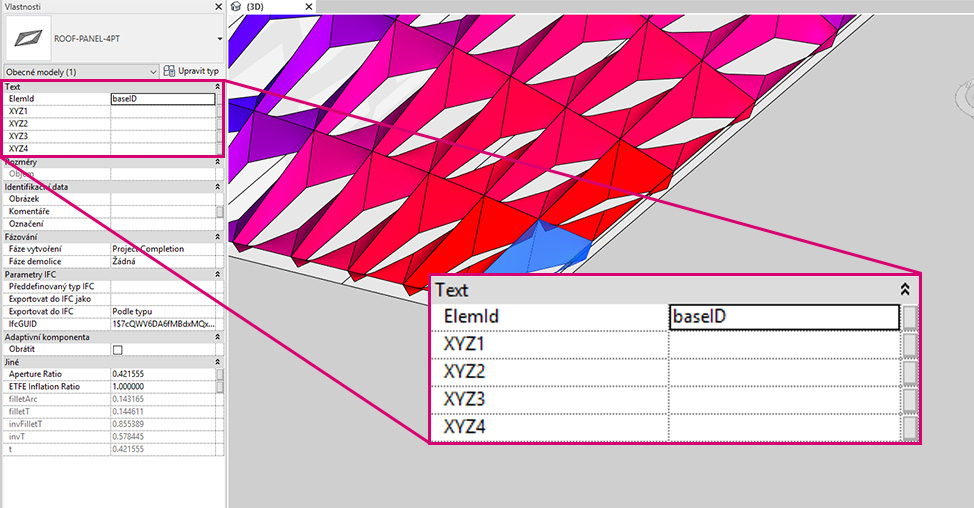 Vlastnosti
{3D}
ROOF-PANEL-4PT
Obecné modely (1)
Upravit typ
Text
ElemId baseID
XYZ1
XYZ2
XYZ3
XYZ4
Rozměry
Objem
Identifikační data
Obrázek
Komentáře
Označení
Fázování
Fáze vytvoření Project Completion
Fáze demolice Žádná
Parametry IFC
Předdefinovaný typ IFC
Exportovat do IFC jako
Exportovat do IFC Podle typu
IfcGUID 1S7cQWV6DA6fMBdxMQx...
Adaptivní komponenta
Obrátit
Jiné
Aperture Ratio 0.421555
ETFE Inflation Ratio 1.000000
filletArc 0.143165
filletT 0.144611
invFilletT 0.855389
invT 0.578445
t 0.421555
Text
ElemId baseID
XYZ1
XYZ2
XYZ3
XYZ4